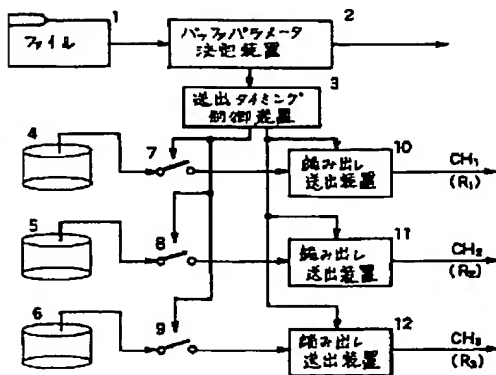 1
2
ファイル
バッファパラメータ
決定装置
3
送出タイミング
制御装置
4
7
10
読み出し
送出装置
CH₁
(R₁)
5
8
11
読み出し
送出装置
CH₂
(R₂)
6
9
12
読み出し
送出装置
CH₃
(R₃)